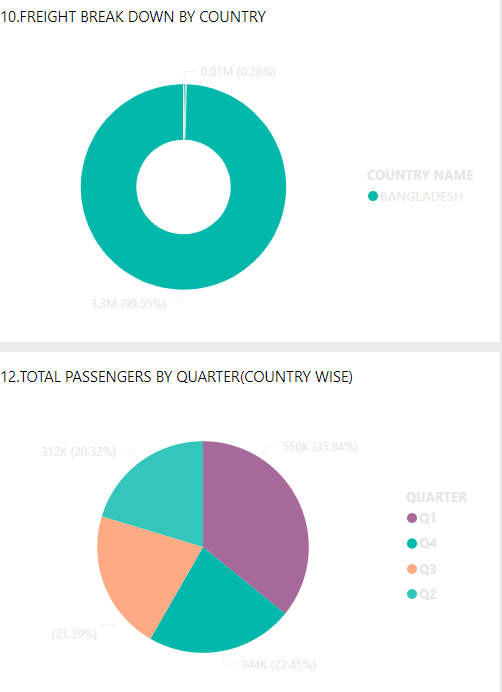 10.FREIGHT BREAK DOWN BY COUNTRY
0.01M (0.26%)
COUNTRY NAME
BANGLADESH
3.3M (99.55%)
12.TOTAL PASSENGERS BY QUARTER(COUNTRY WISE)
312K (20.32%)
550K (35.84%)
QUARTER
Q1
Q4
Q3
Q2
(21.39%)
344K (22.45%)